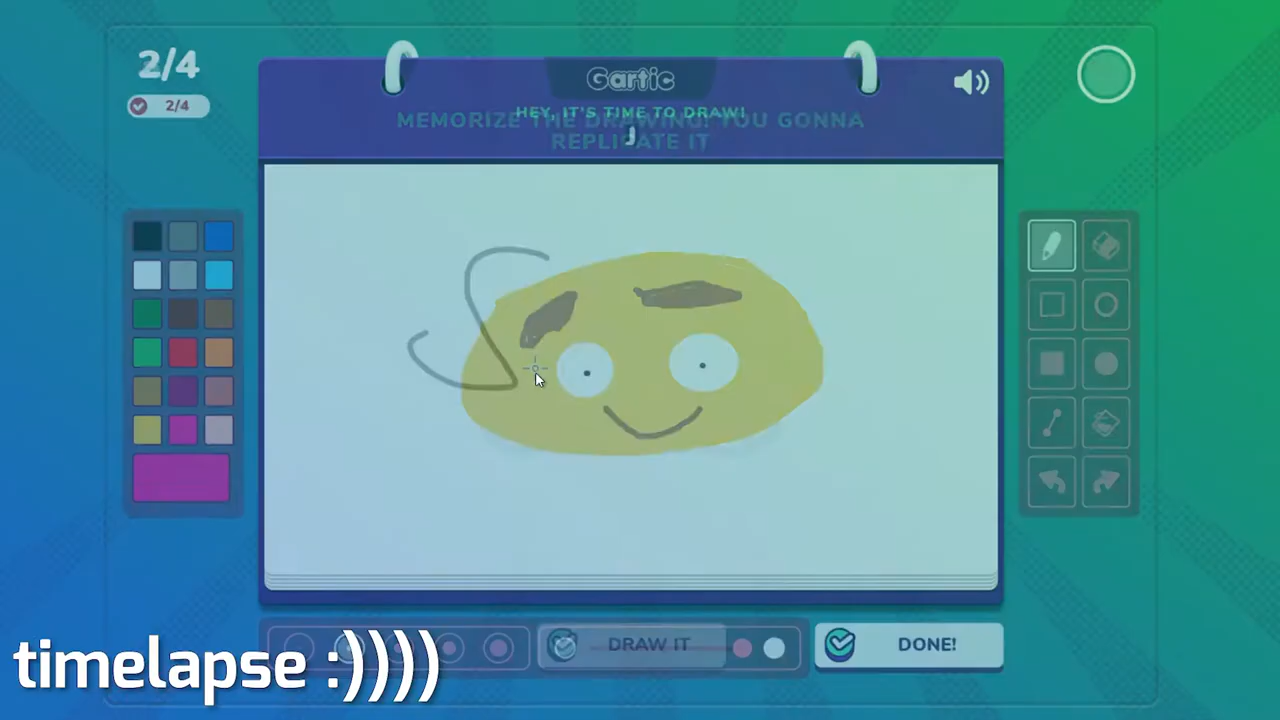 2/4
2/4
Gartic
HEY, IT'S TIME TO DRAW!
MEMORIZE THE DRAWING! YOU GONNA
REPLICATE IT
J
DRAW IT
DONE!
timelapse :))))